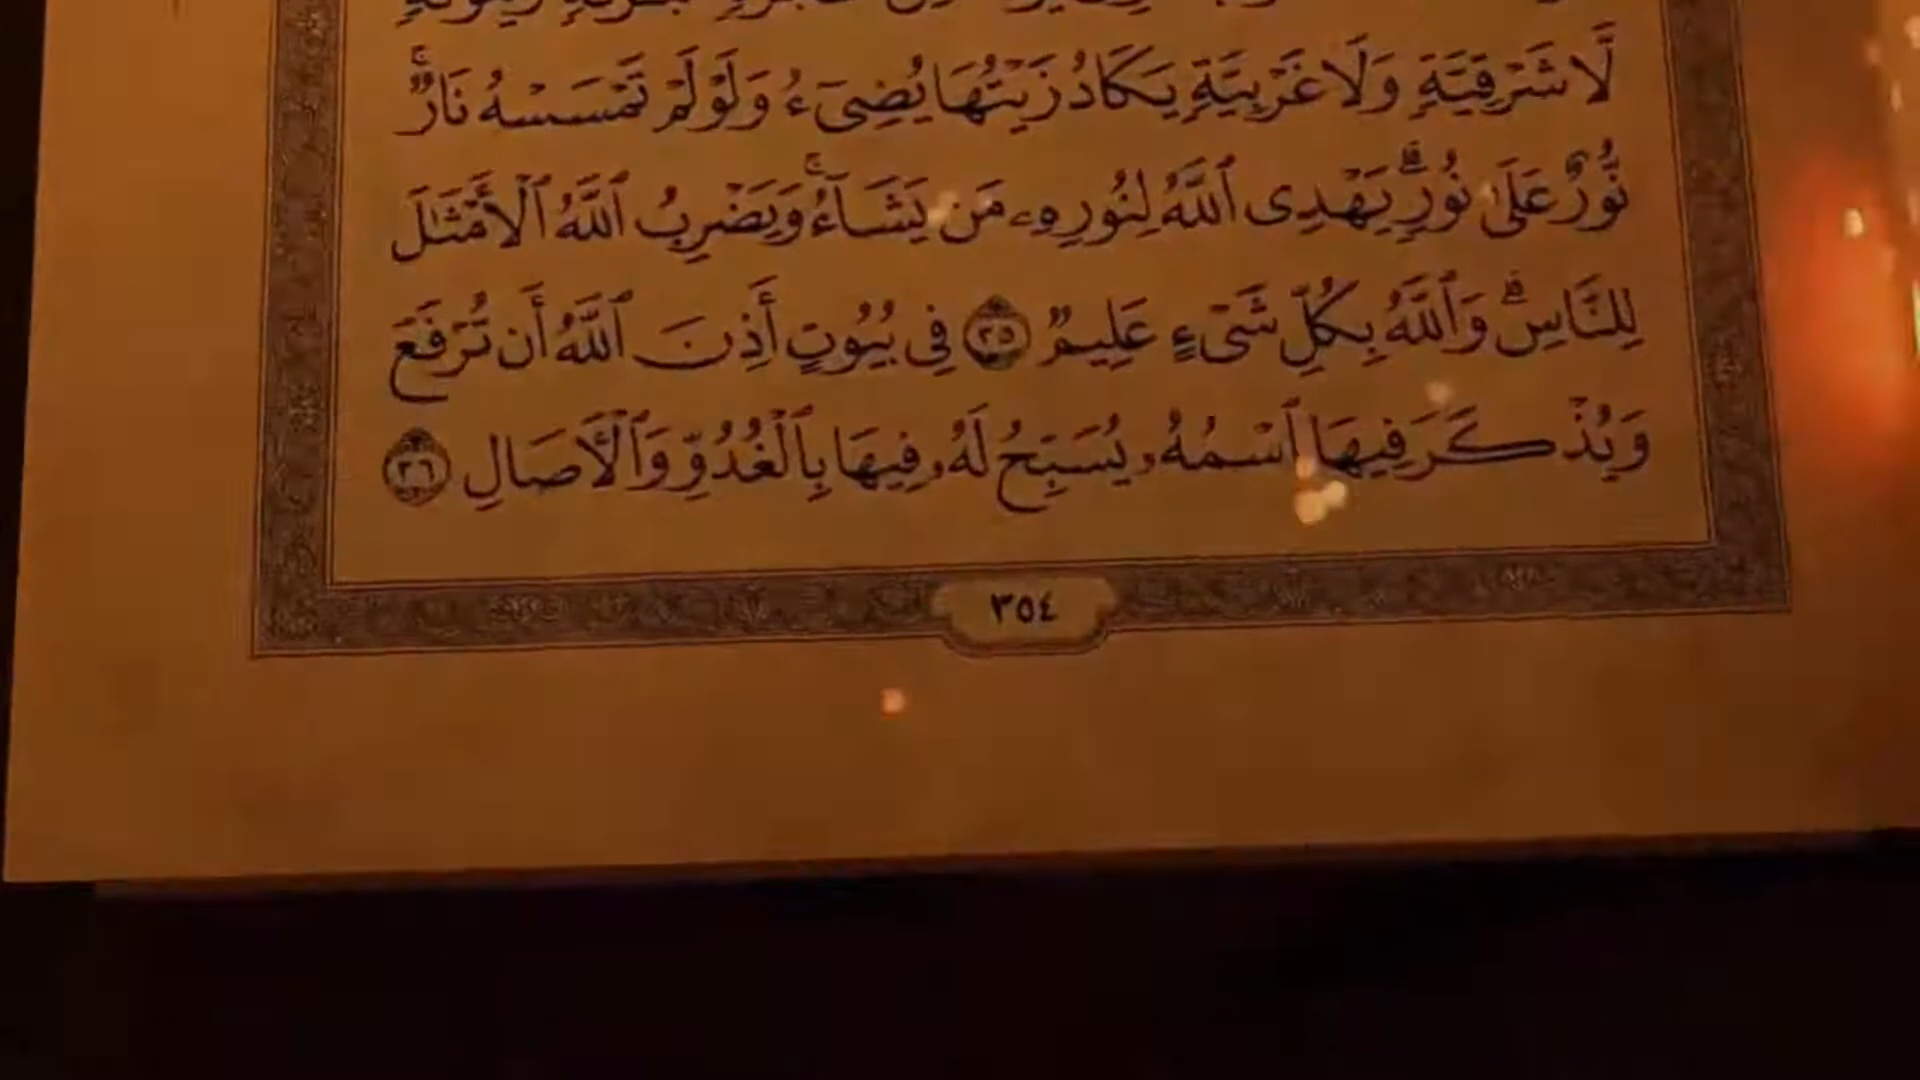 لَّا شَرْقِيَّةٍ وَلَا غَرْبِيَّةٍ يَكَادُ زَيْتُهَا يُضِىٓءُ وَلَوْ لَمْ تَمْسَسْهُ نَارٌۚ
نُّورٌ عَلَىٰ نُورٍۗ يَهْدِى ٱللَّهُ لِنُورِهِۦ مَن يَشَآءُۚ وَيَضْرِبُ ٱللَّهُ ٱلْأَمْثَـٰلَ
لِلنَّاسِۗ وَٱللَّهُ بِكُلِّ شَىْءٍ عَلِيمٌ ٣٥ فِى بُيُوتٍ أَذِنَ ٱللَّهُ أَن تُرْفَعَ
وَيُذْكَرَ فِيهَا ٱسْمُهُۥ يُسَبِّحُ لَهُۥ فِيهَا بِٱلْغُدُوِّ وَٱلْـَٔاصَالِ ٣٦
٣٥٤